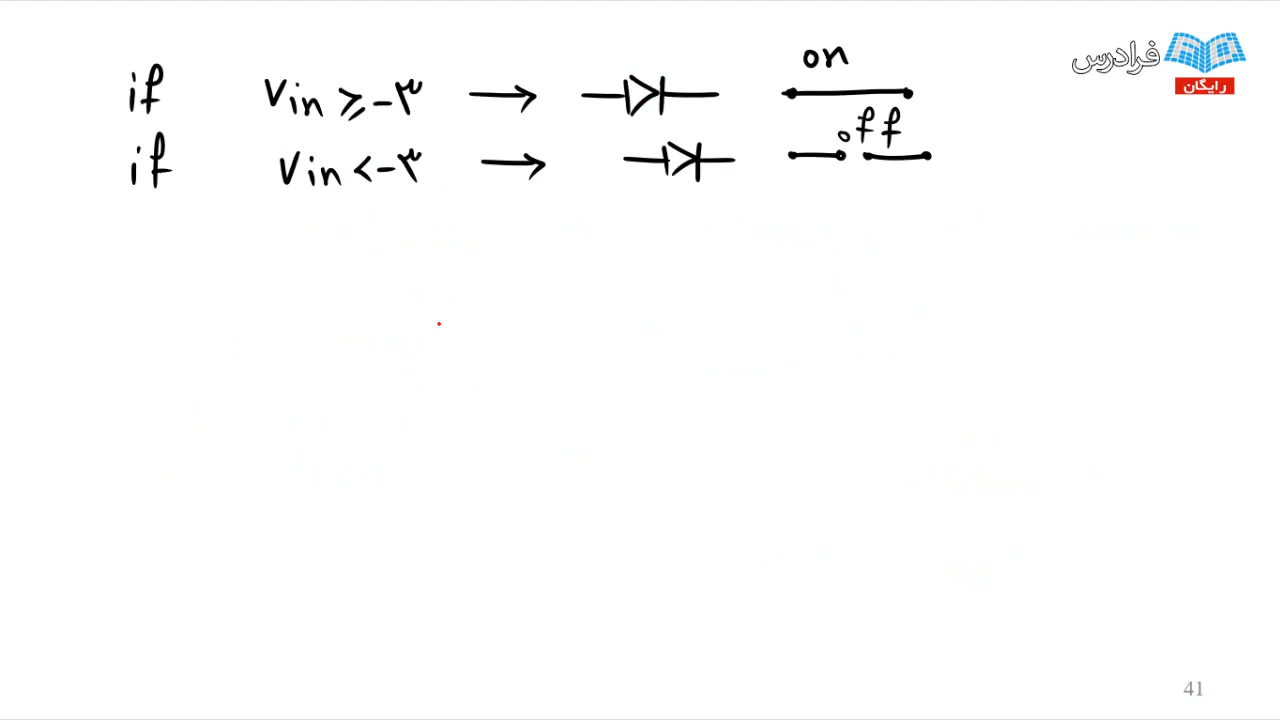 فرادرس
رایگان
if Vin ≥ -۳ → on
if Vin < -۳ → off
41